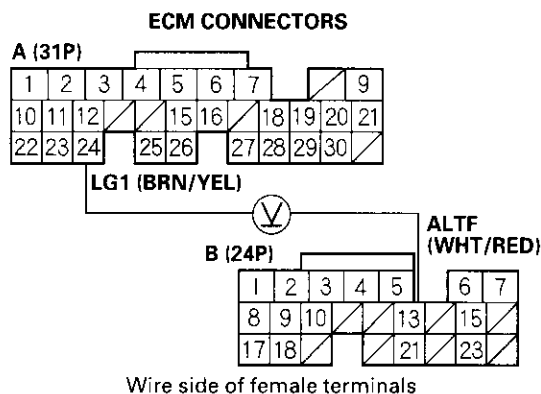 ECM CONNECTORS
A (31P)
1 2 3 4 5 6 7 9
10 11 12 15 16 18 19 20 21
22 23 24 25 26 27 28 29 30
LG1 (BRN/YEL)
V
ALTF
(WHT/RED)
B (24P)
1 2 3 4 5 6 7
8 9 10 13 15
17 18 21 23
Wire side of female terminals